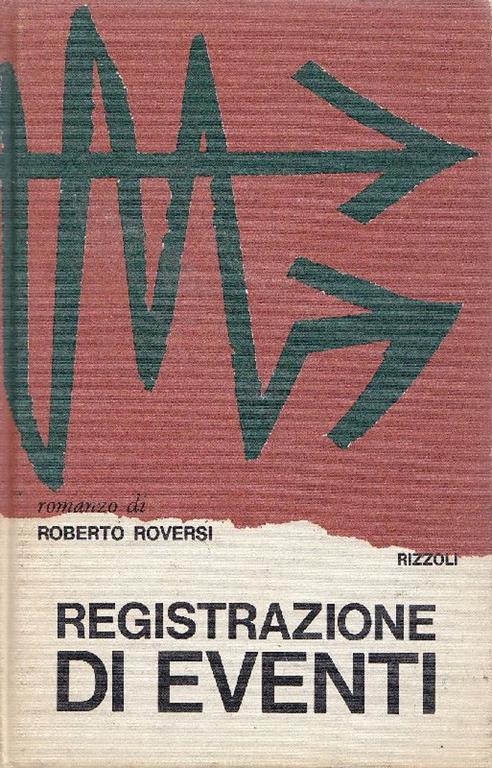 romanzo di
ROBERTO ROVERSI
RIZZOLI
REGISTRAZIONE
DI EVENTI